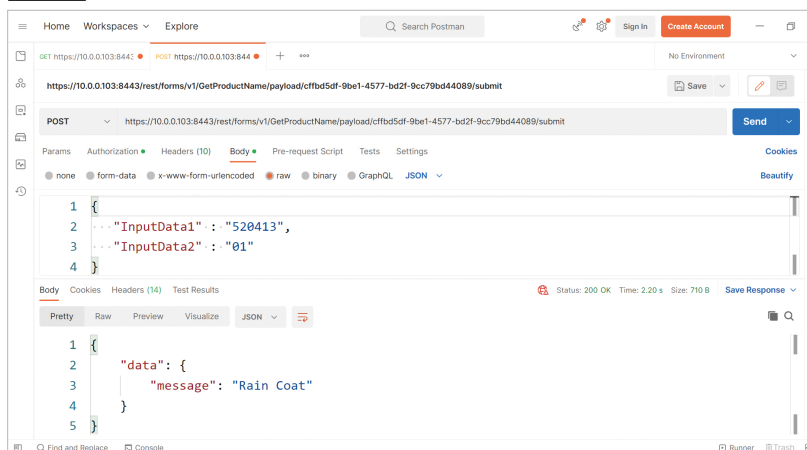 Home Workspaces Explore Search Postman Sign In Create Account
GET https://10.0.0.103:8443 POST https://10.0.0.103:844 No Environment
https://10.0.0.103:8443/rest/forms/v1/GetProductName/payload/cffbd5df-9be1-4577-bd2f-9cc79bd44089/submit Save
POST https://10.0.0.103:8443/rest/forms/v1/GetProductName/payload/cffbd5df-9be1-4577-bd2f-9cc79bd44089/submit Send
Params Authorization Headers (10) Body Pre-request Script Tests Settings Cookies
none form-data x-www-form-urlencoded raw binary GraphQL JSON Beautify
1 {
2 "InputData1" : "520413",
3 "InputData2" : "01"
4 }
Body Cookies Headers (14) Test Results Status: 200 OK Time: 2.20 s Size: 710 B Save Response
Pretty Raw Preview Visualize JSON
1 {
2 "data": {
3 "message": "Rain Coat"
4 }
5 }
Find and Replace Console Runner Trash